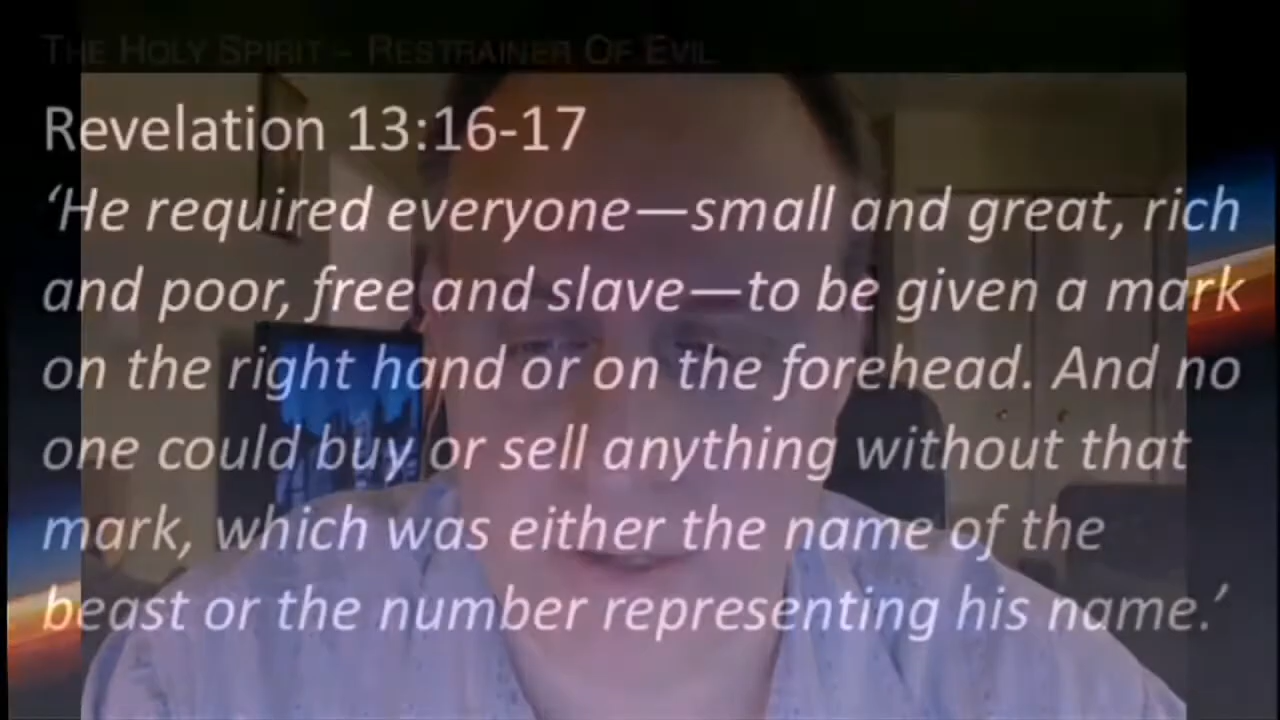 THE HOLY SPIRIT – RESTRAINER OF EVIL
Revelation 13:16-17
‘He required everyone—small and great, rich
and poor, free and slave—to be given a mark
on the right hand or on the forehead. And no
one could buy or sell anything without that
mark, which was either the name of the
beast or the number representing his name.’